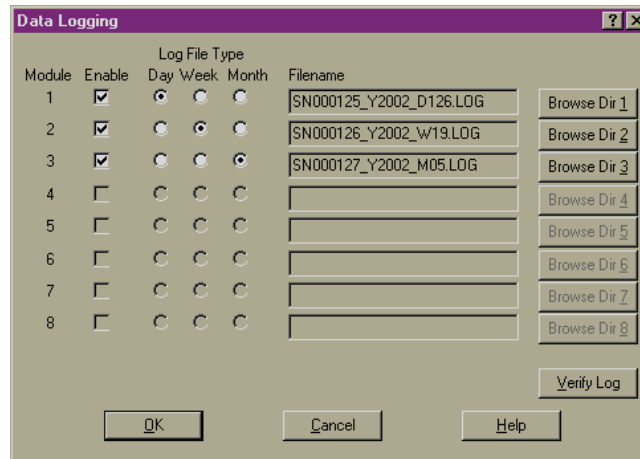 Data Logging
Log File Type
Module Enable Day Week Month Filename
1 SN000125_Y2002_D126.LOG Browse Dir 1
2 SN000126_Y2002_W19.LOG Browse Dir 2
3 SN000127_Y2002_M05.LOG Browse Dir 3
4 Browse Dir 4
5 Browse Dir 5
6 Browse Dir 6
7 Browse Dir 7
8 Browse Dir 8
Verify Log
OK Cancel Help